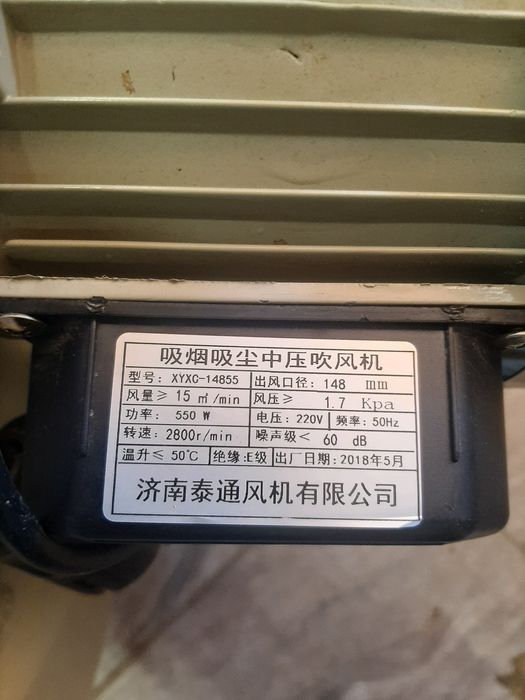 吸烟吸尘中压吹风机
型号: XYXC-14855 出风口径: 148 mm
风量≥ 15 ㎥/min 风压≥ 1.7 Kpa
功率: 550 W 电压: 220V 频率: 50Hz
转速: 2800r/min 噪声级< 60 dB
温升≤ 50℃ 绝缘:E级 出厂日期: 2018年5月
济南泰通风机有限公司